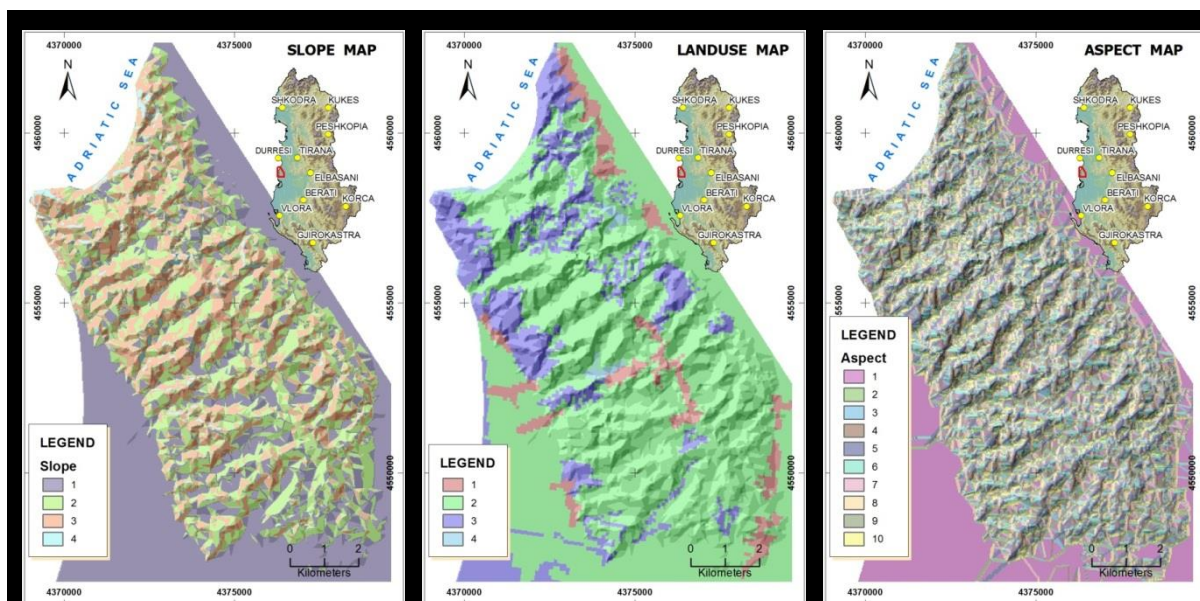 4370000
4375000
SLOPE MAP
N
ADRIATIC SEA
4560000
SHKODRA
KUKES
PESHKOPIA
DURRESI
TIRANA
ELBASANI
BERATI
KORCA
VLORA
GJIROKASTRA
4555000
LEGEND
Slope
1
2
3
4
4550000
0 1 2
Kilometers
4370000
4375000
4370000
4375000
LANDUSE MAP
N
ADRIATIC SEA
4560000
SHKODRA
KUKES
PESHKOPIA
DURRESI
TIRANA
ELBASANI
BERATI
KORCA
VLORA
GJIROKASTRA
4555000
LEGEND
1
2
3
4
4550000
0 1 2
Kilometers
4370000
4375000
4370000
4375000
ASPECT MAP
N
ADRIATIC SEA
4560000
SHKODRA
KUKES
PESHKOPIA
DURRESI
TIRANA
ELBASANI
BERATI
KORCA
VLORA
GJIROKASTRA
4555000
LEGEND
Aspect
1
2
3
4
5
6
7
8
9
10
4550000
0 1 2
Kilometers
4370000
4375000